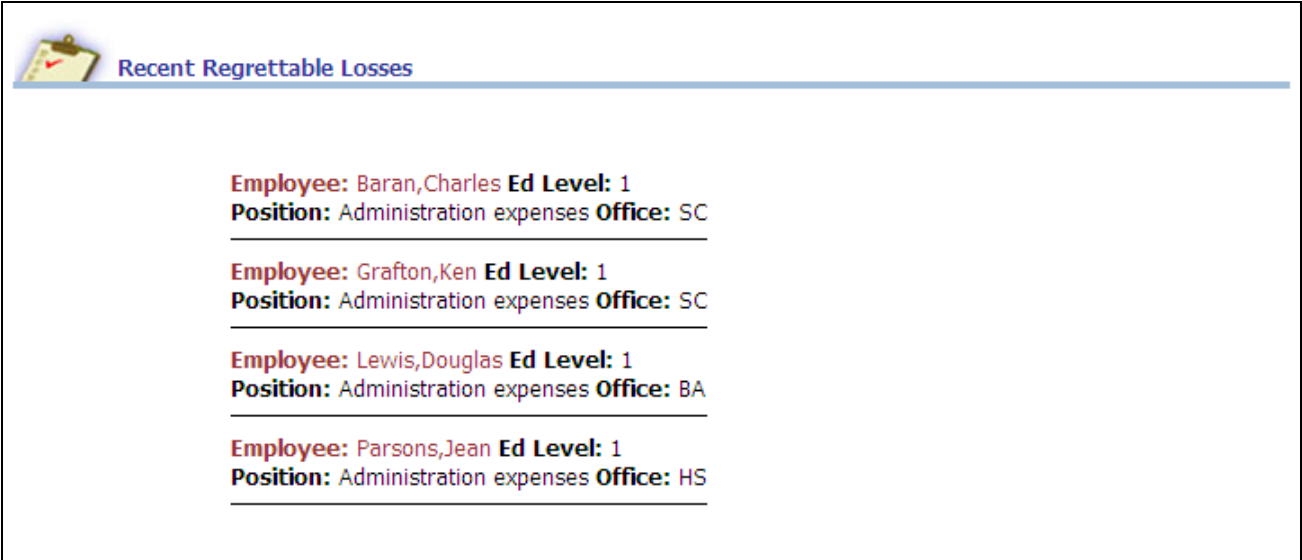 Recent Regrettable Losses
Employee: Baran,Charles Ed Level: 1
Position: Administration expenses Office: SC
Employee: Grafton,Ken Ed Level: 1
Position: Administration expenses Office: SC
Employee: Lewis,Douglas Ed Level: 1
Position: Administration expenses Office: BA
Employee: Parsons,Jean Ed Level: 1
Position: Administration expenses Office: HS